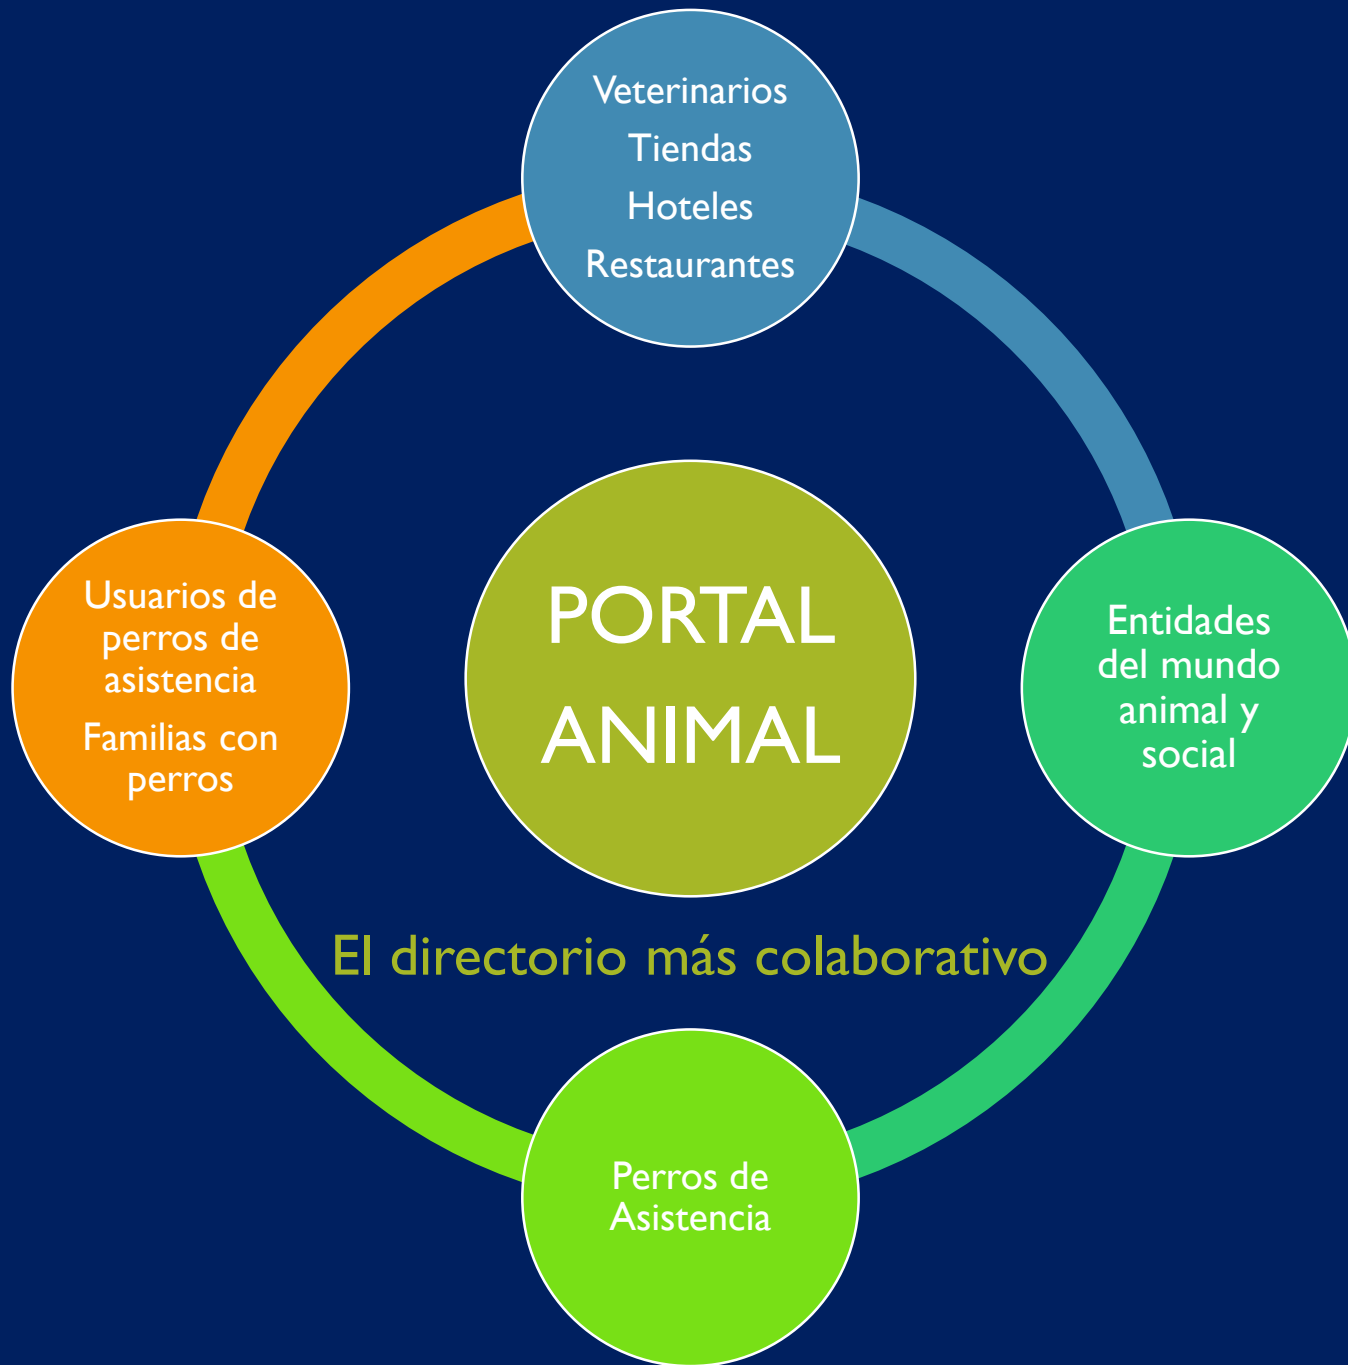 Veterinarios
Tiendas
Hoteles
Restaurantes
Usuarios de
perros de
asistencia
Familias con
perros
PORTAL
ANIMAL
Entidades
del mundo
animal y
social
El directorio más colaborativo
Perros de
Asistencia